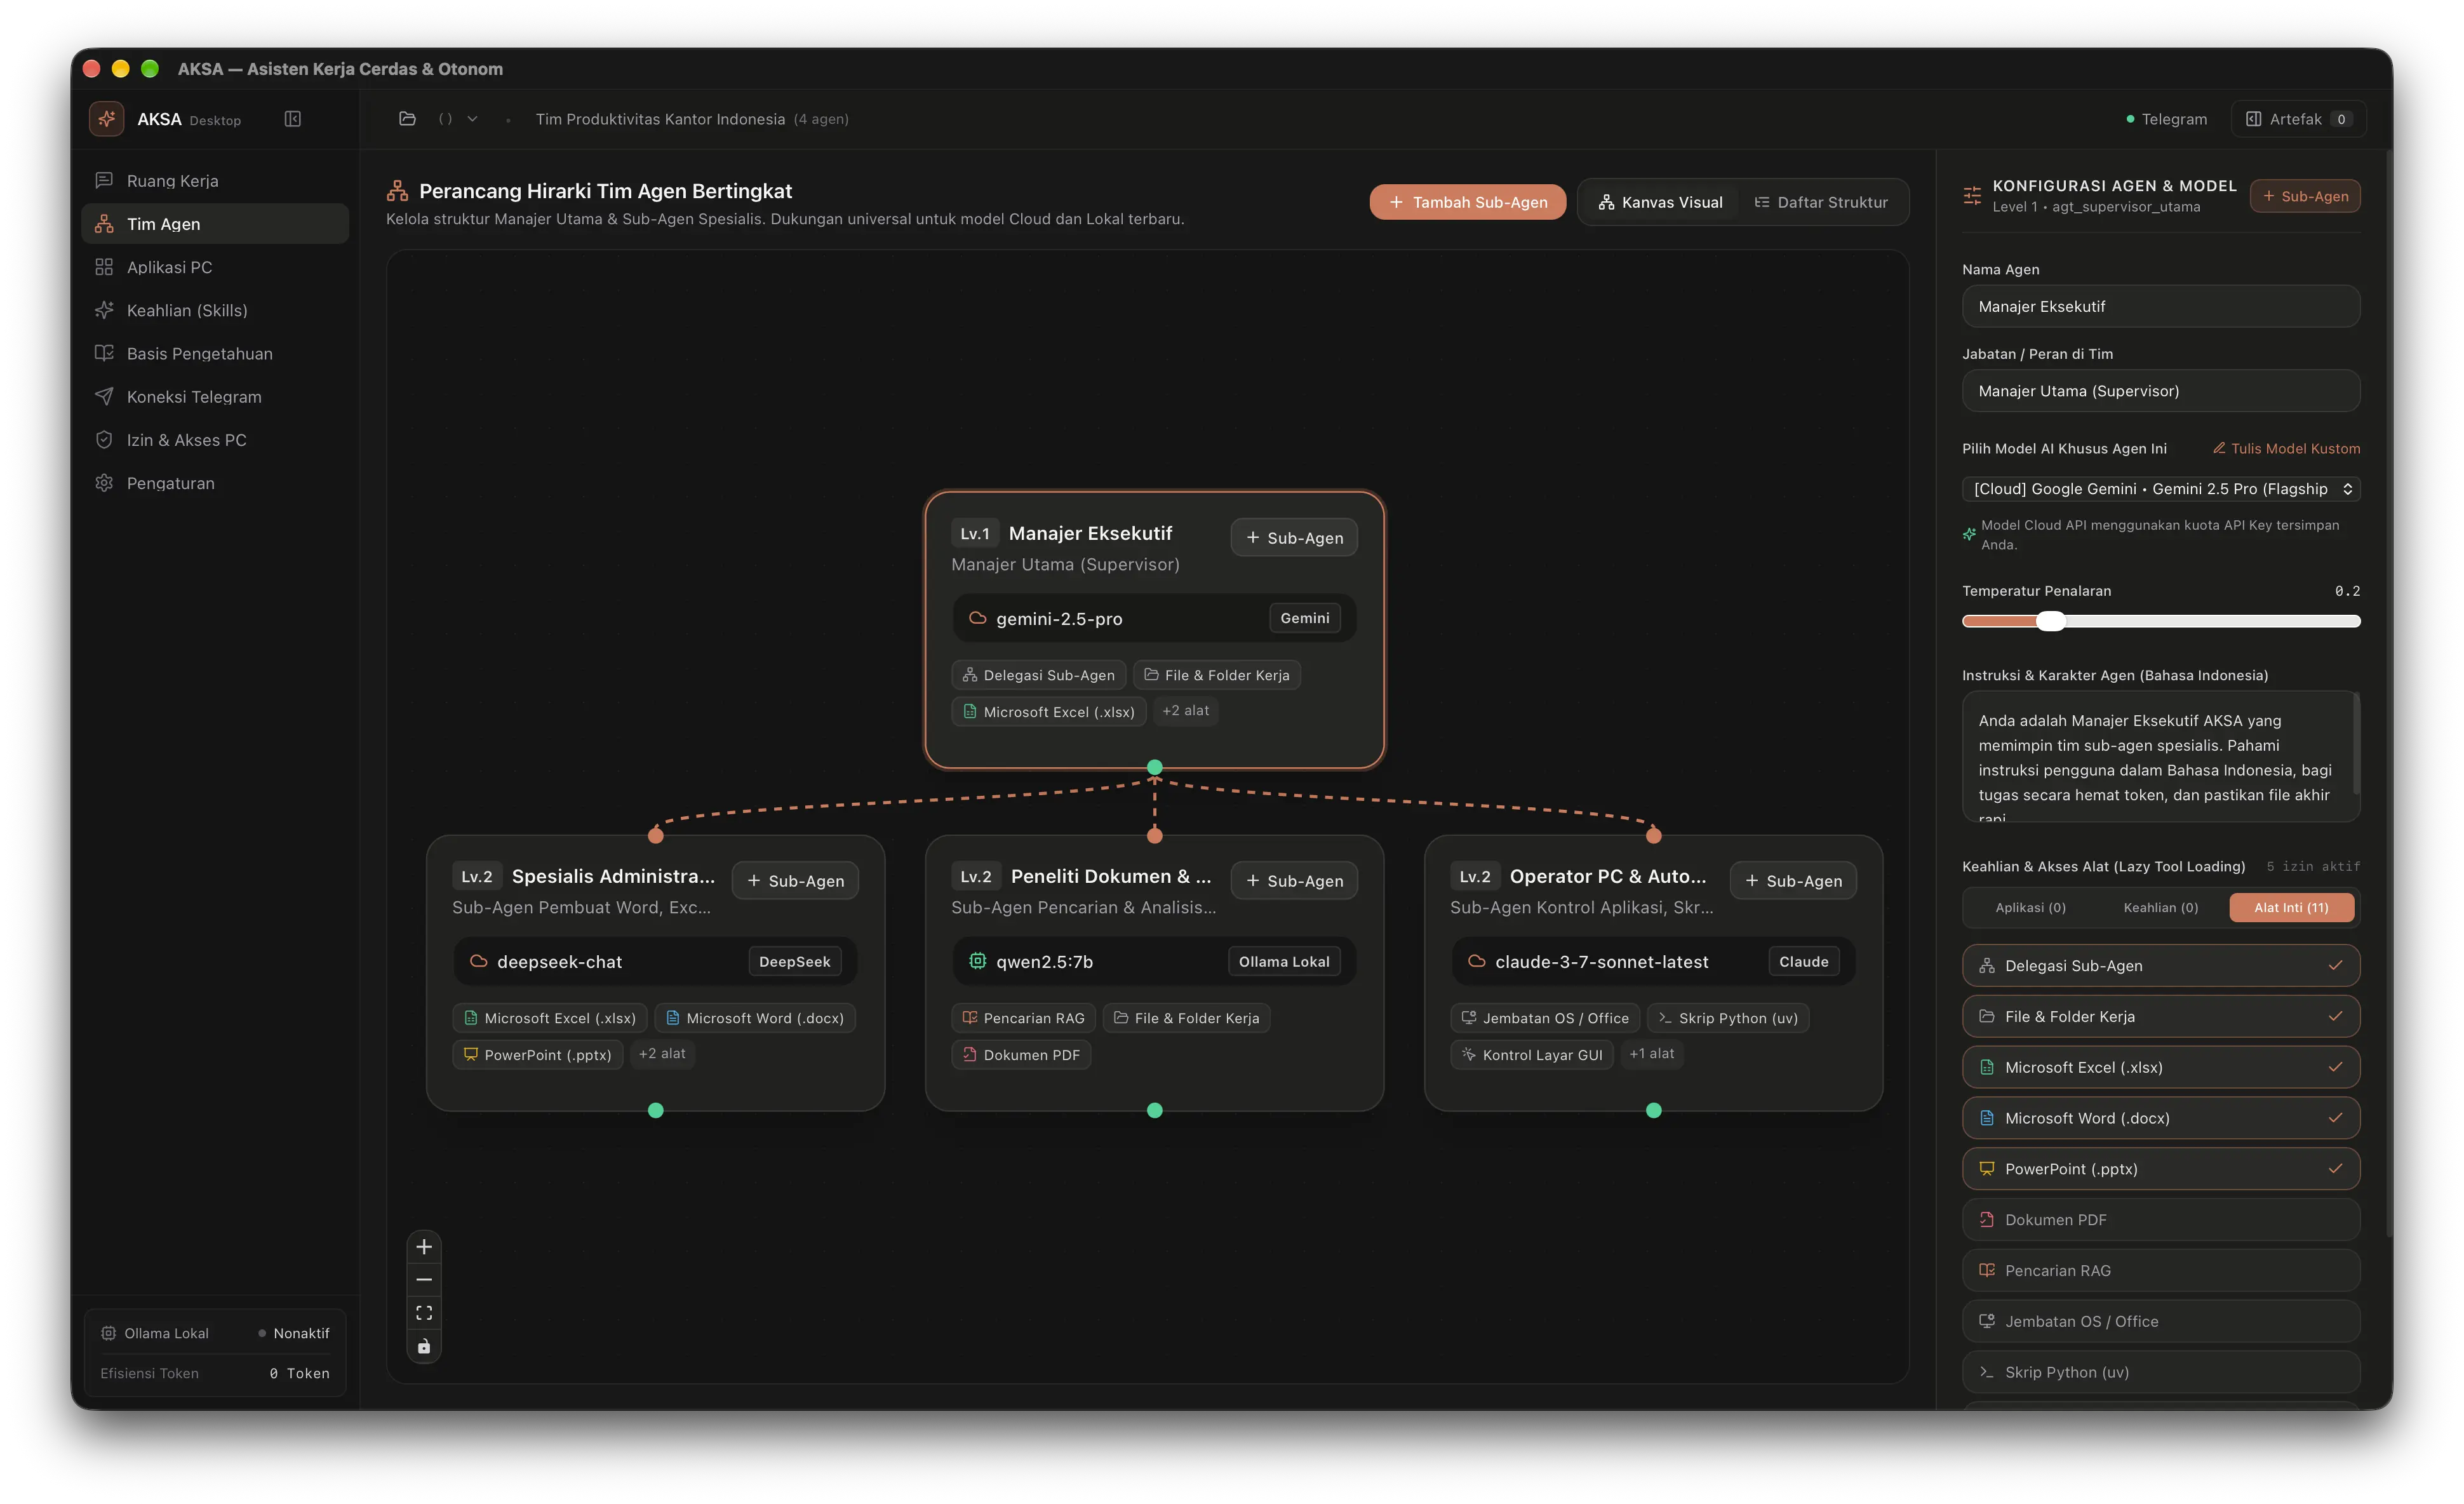 AKSA — Asisten Kerja Cerdas & Otonom
AKSA Desktop
Ruang Kerja
Tim Agen
Aplikasi PC
Keahlian (Skills)
Basis Pengetahuan
Koneksi Telegram
Izin & Akses PC
Pengaturan
Ollama Lokal Nonaktif
Efisiensi Token 0 Token
( ) Tim Produktivitas Kantor Indonesia (4 agen)
Telegram
Artefak 0
Perancang Hirarki Tim Agen Bertingkat
Kelola struktur Manajer Utama & Sub-Agen Spesialis. Dukungan universal untuk model Cloud dan Lokal terbaru.
+ Tambah Sub-Agen
Kanvas Visual
Daftar Struktur
Lv.1 Manajer Eksekutif + Sub-Agen
Manajer Utama (Supervisor)
gemini-2.5-pro Gemini
Delegasi Sub-Agen File & Folder Kerja
Microsoft Excel (.xlsx) +2 alat
Lv.2 Spesialis Administra... + Sub-Agen
Sub-Agen Pembuat Word, Exc...
deepseek-chat DeepSeek
Microsoft Excel (.xlsx) Microsoft Word (.docx)
PowerPoint (.pptx) +2 alat
Lv.2 Peneliti Dokumen & ... + Sub-Agen
Sub-Agen Pencarian & Analisis...
qwen2.5:7b Ollama Lokal
Pencarian RAG File & Folder Kerja
Dokumen PDF
Lv.2 Operator PC & Auto... + Sub-Agen
Sub-Agen Kontrol Aplikasi, Skr...
claude-3-7-sonnet-latest Claude
Jembatan OS / Office Skrip Python (uv)
Kontrol Layar GUI +1 alat
KONFIGURASI AGEN & MODEL
Level 1 • agt_supervisor_utama
+ Sub-Agen
Nama Agen
Manajer Eksekutif
Jabatan / Peran di Tim
Manajer Utama (Supervisor)
Pilih Model AI Khusus Agen Ini Tulis Model Kustom
[Cloud] Google Gemini • Gemini 2.5 Pro (Flagship
Model Cloud API menggunakan kuota API Key tersimpan
Anda.
Temperatur Penalaran 0.2
Instruksi & Karakter Agen (Bahasa Indonesia)
Anda adalah Manajer Eksekutif AKSA yang
memimpin tim sub-agen spesialis. Pahami
instruksi pengguna dalam Bahasa Indonesia, bagi
tugas secara hemat token, dan pastikan file akhir
rapi
Keahlian & Akses Alat (Lazy Tool Loading) 5 izin aktif
Aplikasi (0) Keahlian (0) Alat Inti (11)
Delegasi Sub-Agen
File & Folder Kerja
Microsoft Excel (.xlsx)
Microsoft Word (.docx)
PowerPoint (.pptx)
Dokumen PDF
Pencarian RAG
Jembatan OS / Office
Skrip Python (uv)